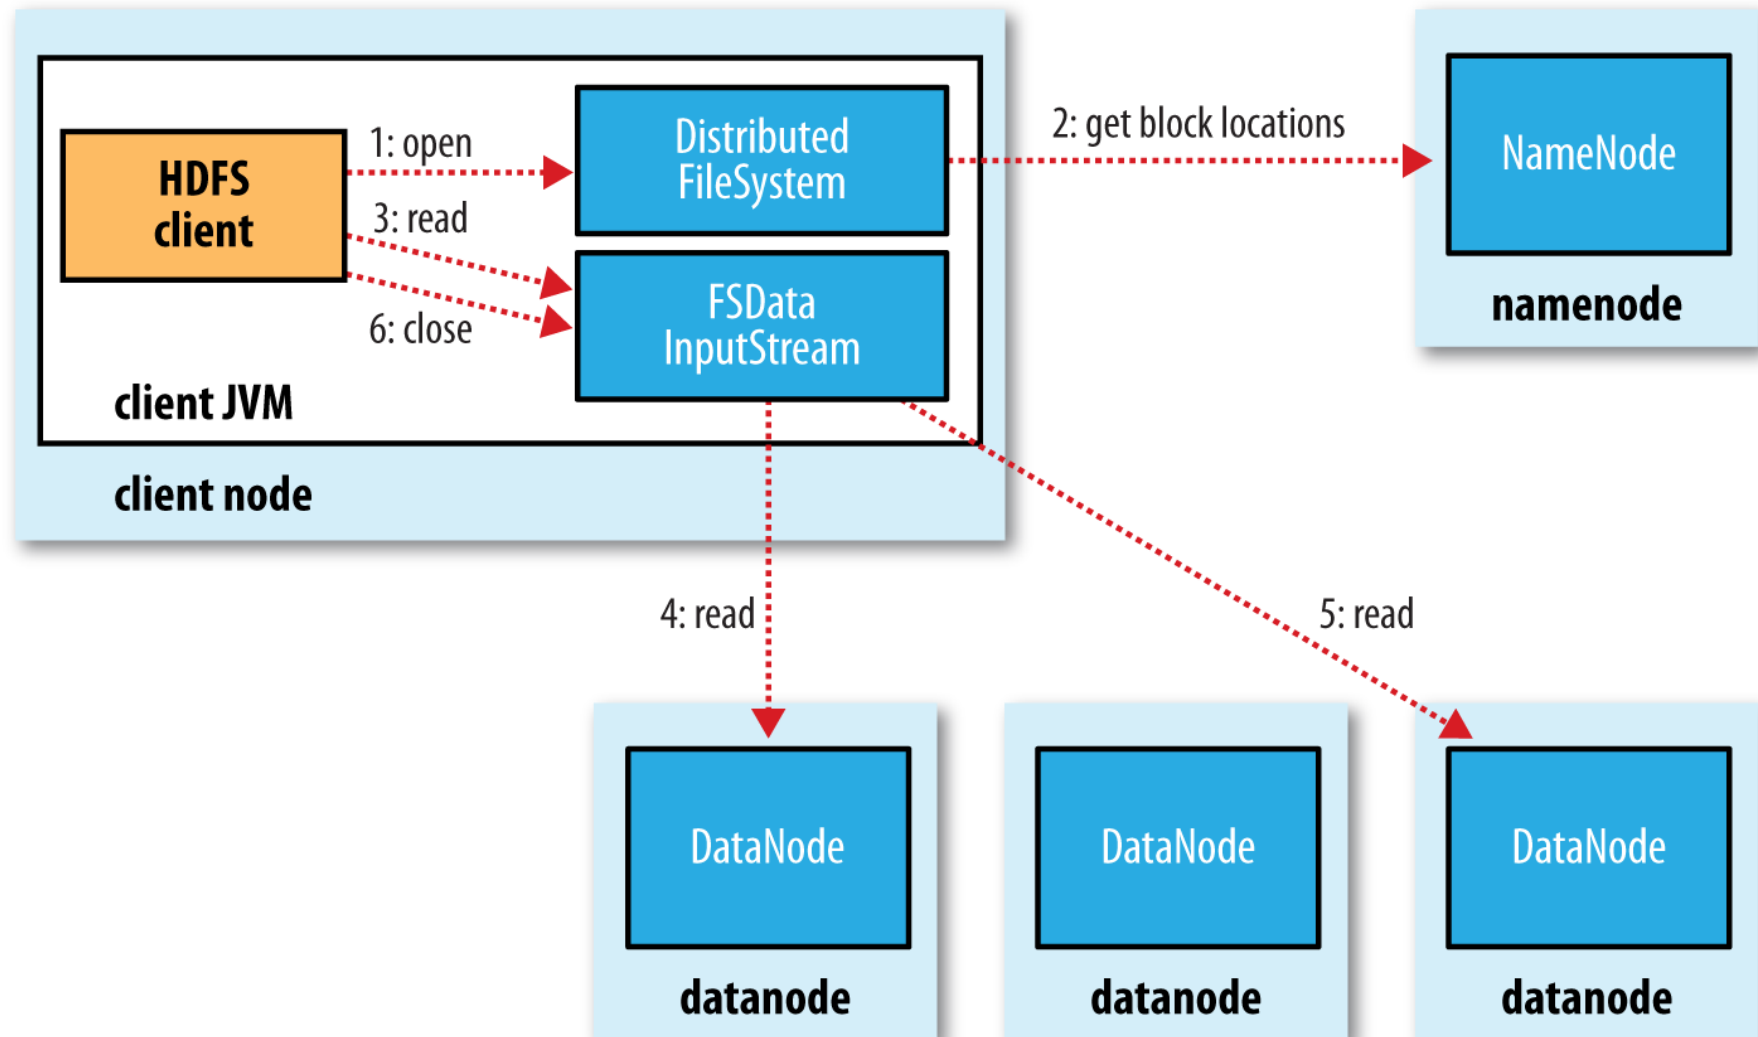 1: open
HDFS
client
3: read
6: close
client JVM
client node
Distributed
FileSystem
FSData
InputStream
2: get block locations
NameNode
namenode
4: read
5: read
DataNode
datanode
DataNode
datanode
DataNode
datanode